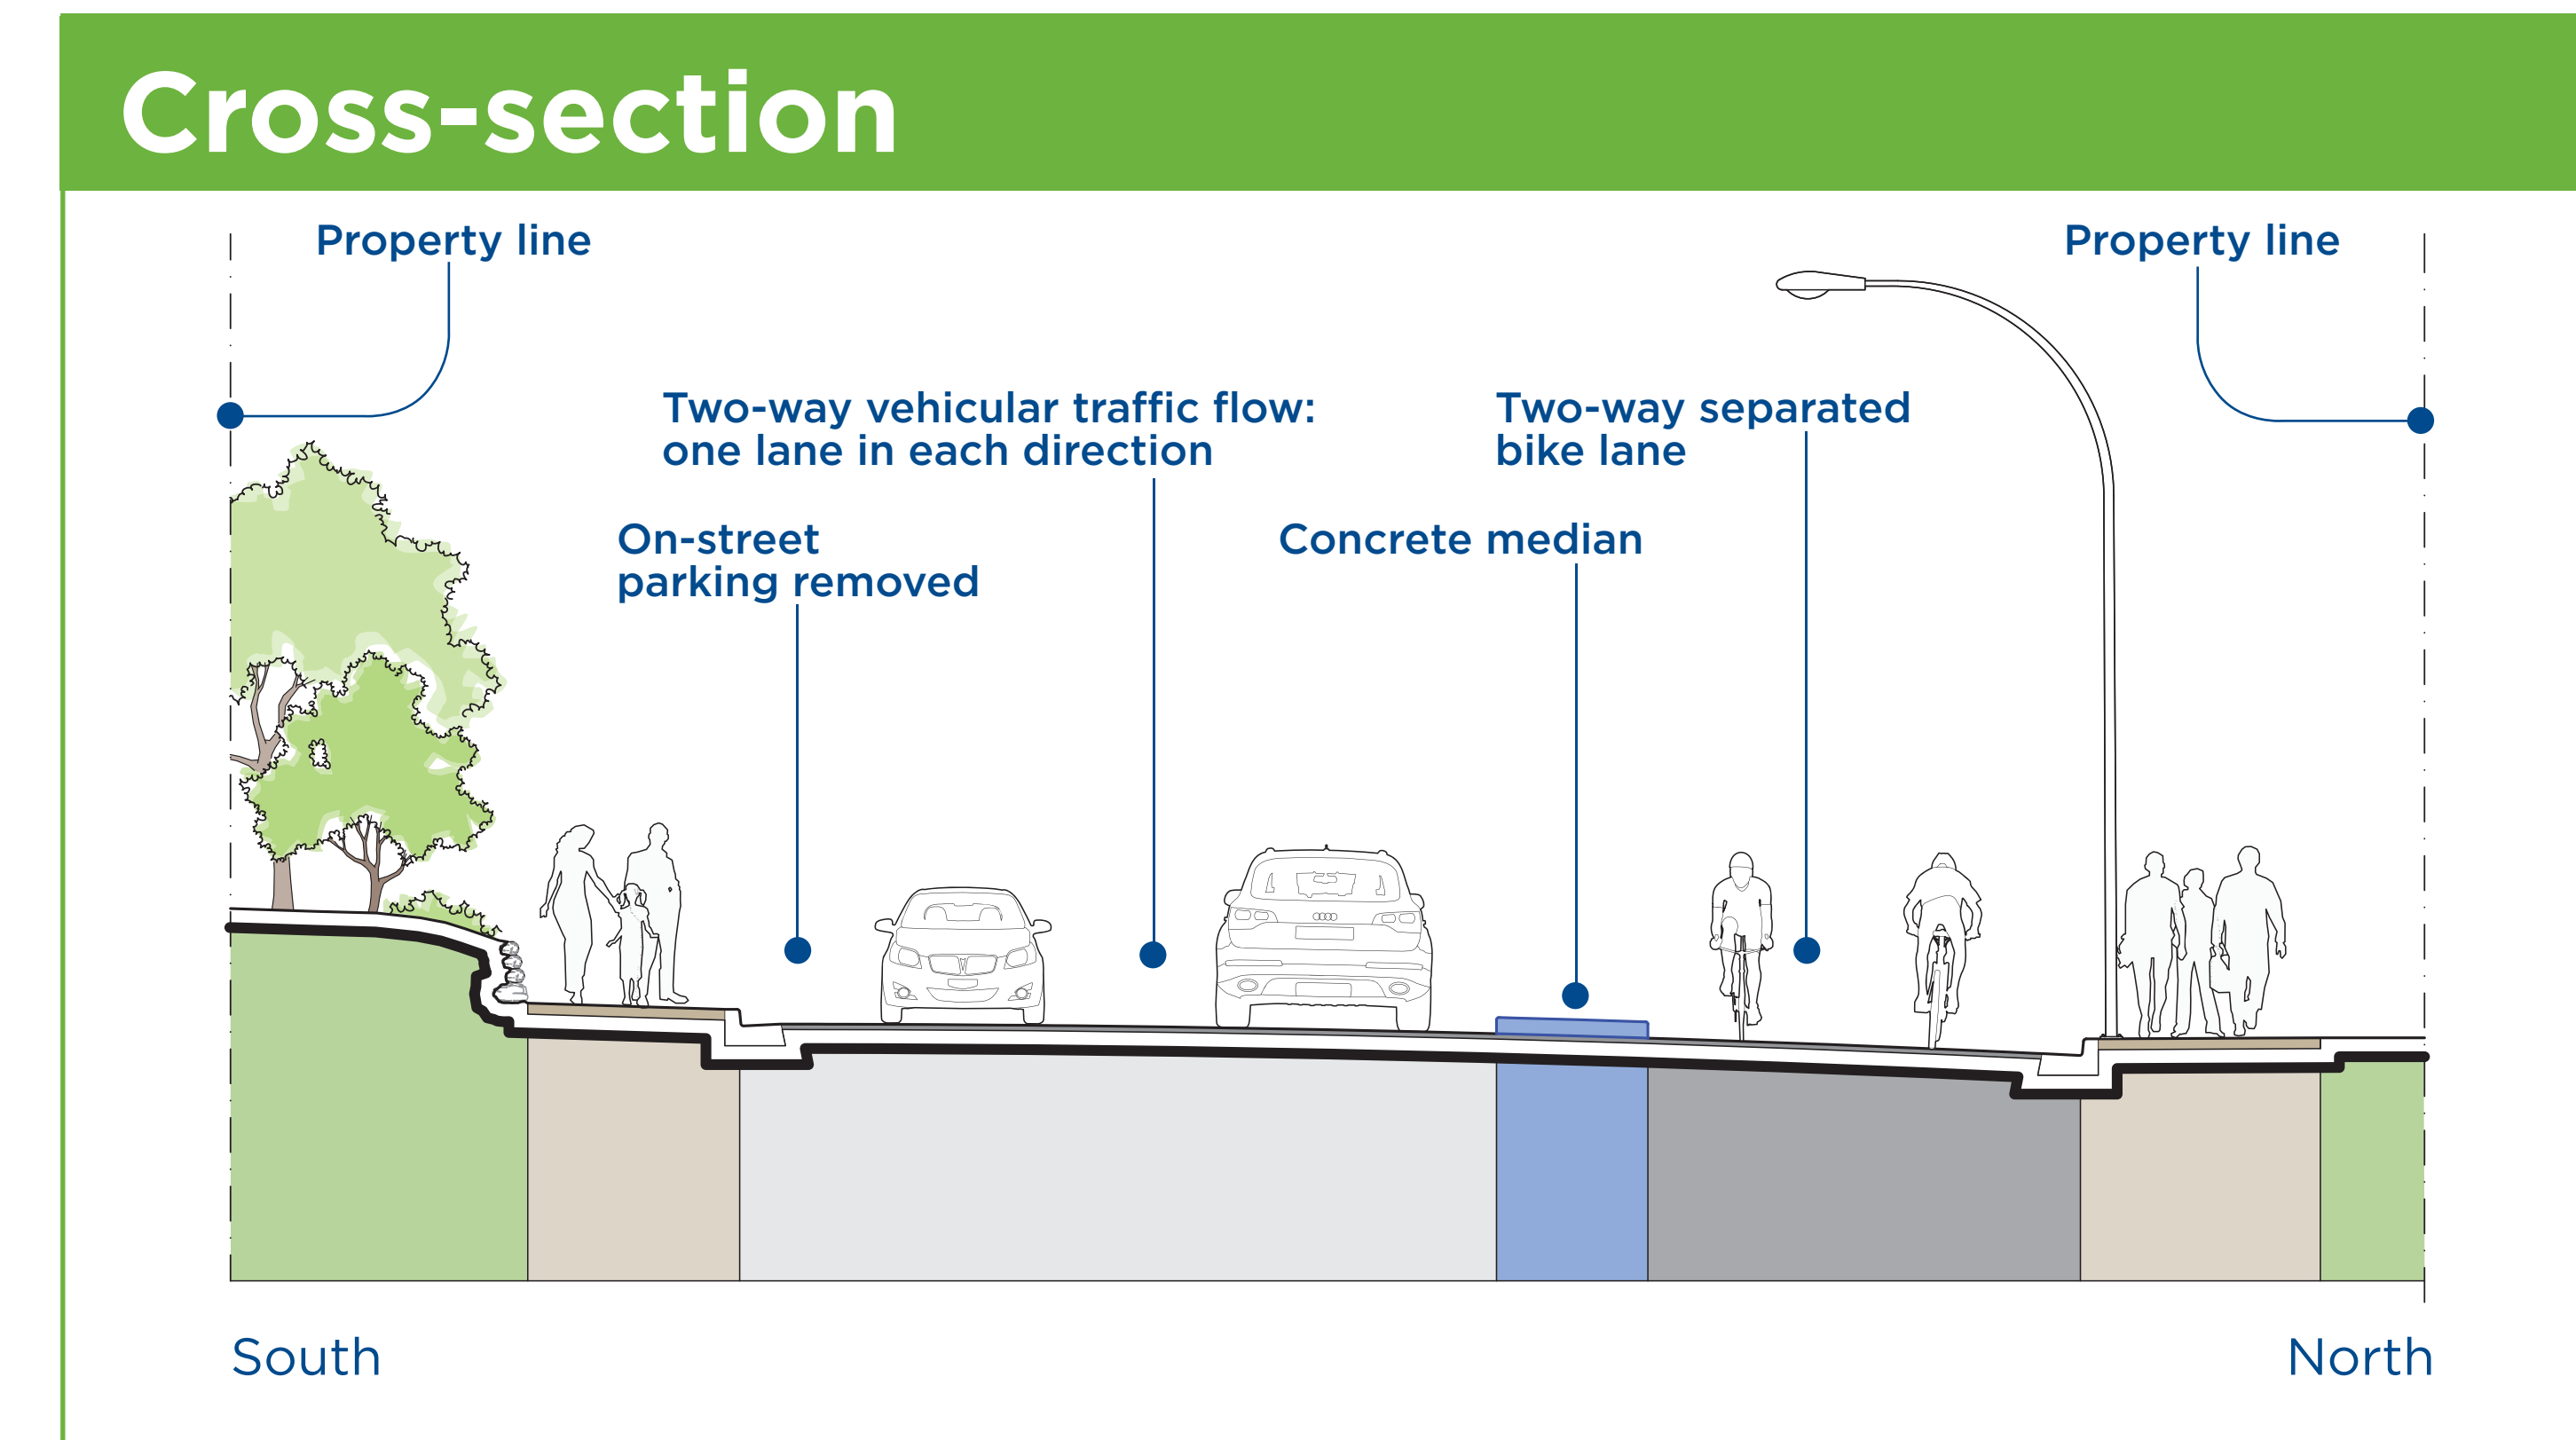 Cross-section
Property line
Property line
Two-way vehicular traffic flow:
one lane in each direction
Two-way separated
bike lane
On-street
parking removed
Concrete median
South
North